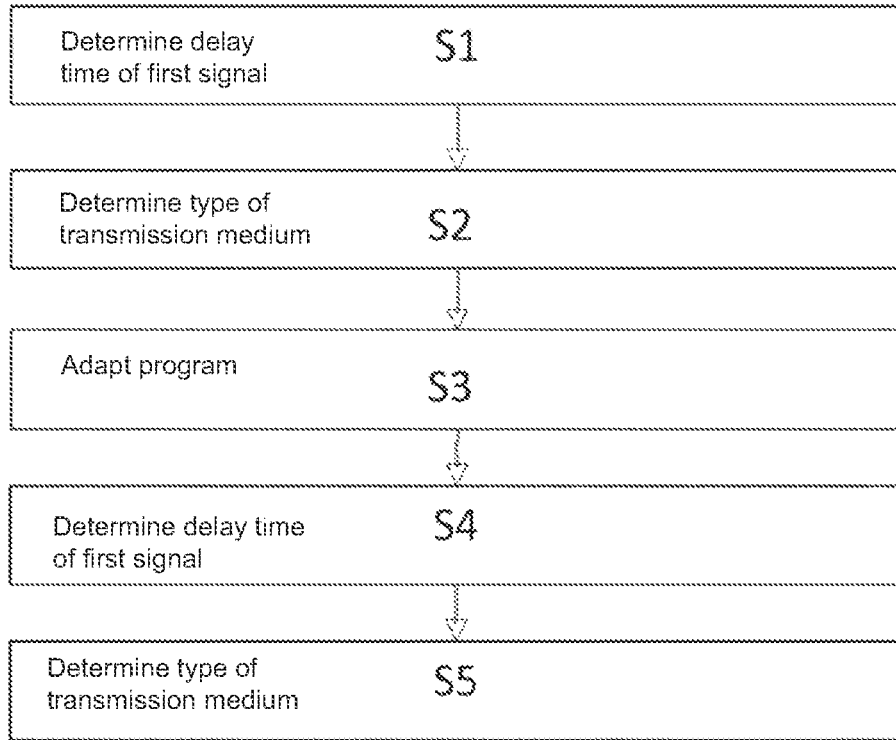 Determine delay
time of first signal
S1
Determine type of
transmission medium
S2
Adapt program
S3
Determine delay time
of first signal
S4
Determine type of
transmission medium
S5